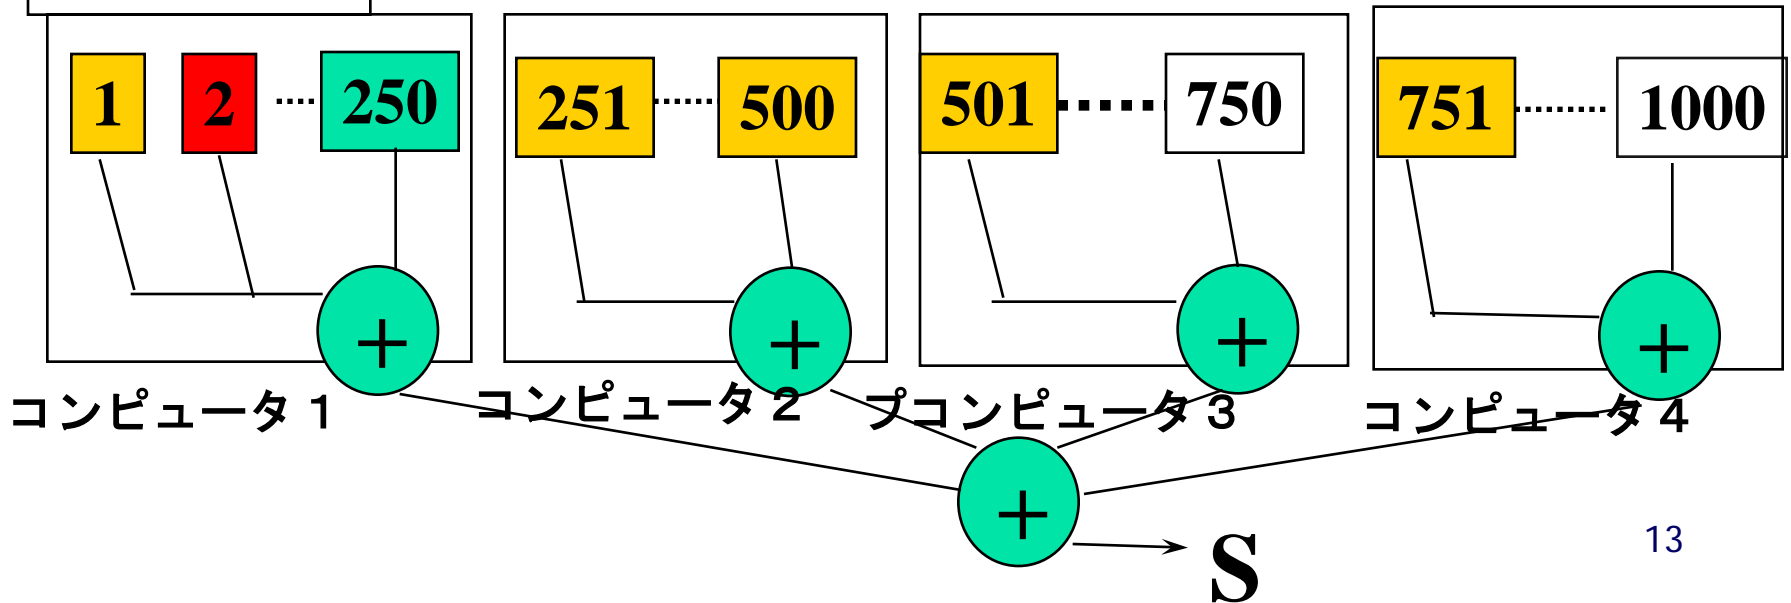 1 2 ..... 250 251 ....... 500 501 ..... 750 751 ......... 1000
+ + + +
コンピュータ1 コンピュータ2 プコンピュータ3 コンピュータ4
+
S
13